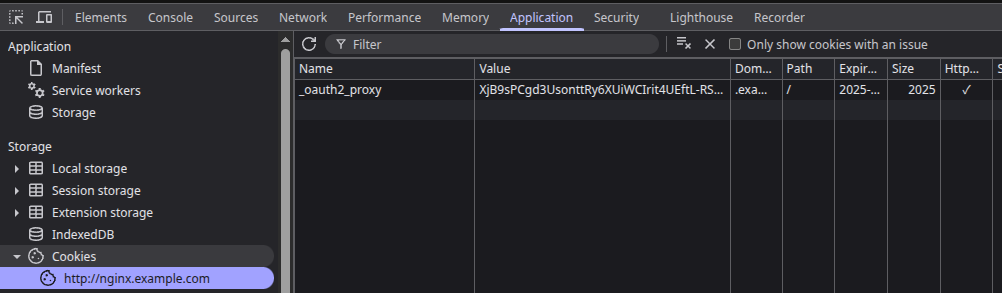 Elements Console Sources Network Performance Memory Application Security Lighthouse Recorder
Application
Manifest
Service workers
Storage
Storage
Local storage
Session storage
Extension storage
IndexedDB
Cookies
http://nginx.example.com
Filter Only show cookies with an issue
Name Value Dom... Path Expir... Size Http... S
_oauth2_proxy XjB9sPCgd3UsonttRy6XUiWCIrit4UEftL-RS... .exa... / 2025-... 2025 ✓